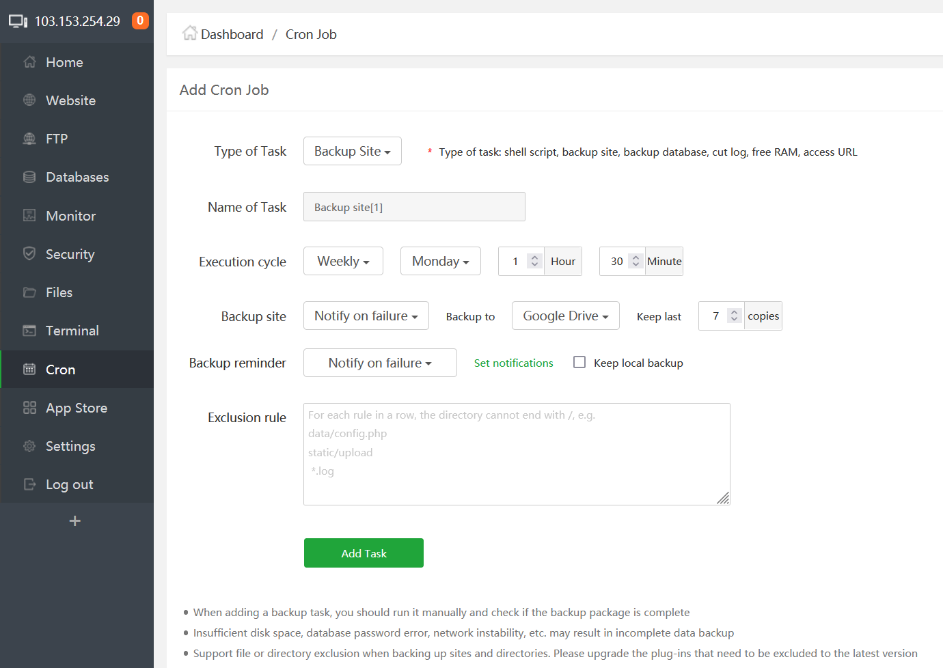 103.153.254.29 0
Home
Website
FTP
Databases
Monitor
Security
Files
Terminal
Cron
App Store
Settings
Log out
+
Dashboard / Cron Job
Add Cron Job
Type of Task Backup Site * Type of task: shell script, backup site, backup database, cut log, free RAM, access URL
Name of Task Backup site[1]
Execution cycle Weekly Monday 1 Hour 30 Minute
Backup site Notify on failure Backup to Google Drive Keep last 7 copies
Backup reminder Notify on failure Set notifications Keep local backup
Exclusion rule For each rule in a row, the directory cannot end with /, e.g.
data/config.php
static/upload
*.log
Add Task
• When adding a backup task, you should run it manually and check if the backup package is complete
• Insufficient disk space, database password error, network instability, etc. may result in incomplete data backup
• Support file or directory exclusion when backing up sites and directories. Please upgrade the plug-ins that need to be excluded to the latest version